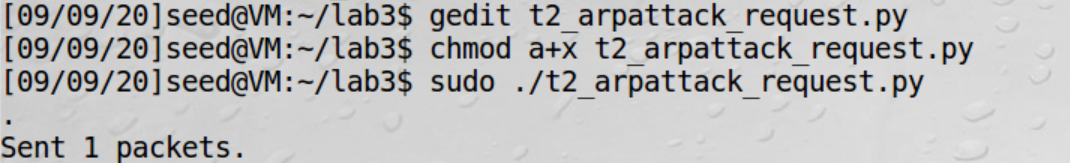 [09/09/20]seed@VM:~/lab3$ gedit t2_arpattack_request.py
[09/09/20]seed@VM:~/lab3$ chmod a+x t2_arpattack_request.py
[09/09/20]seed@VM:~/lab3$ sudo ./t2_arpattack_request.py
.
Sent 1 packets.